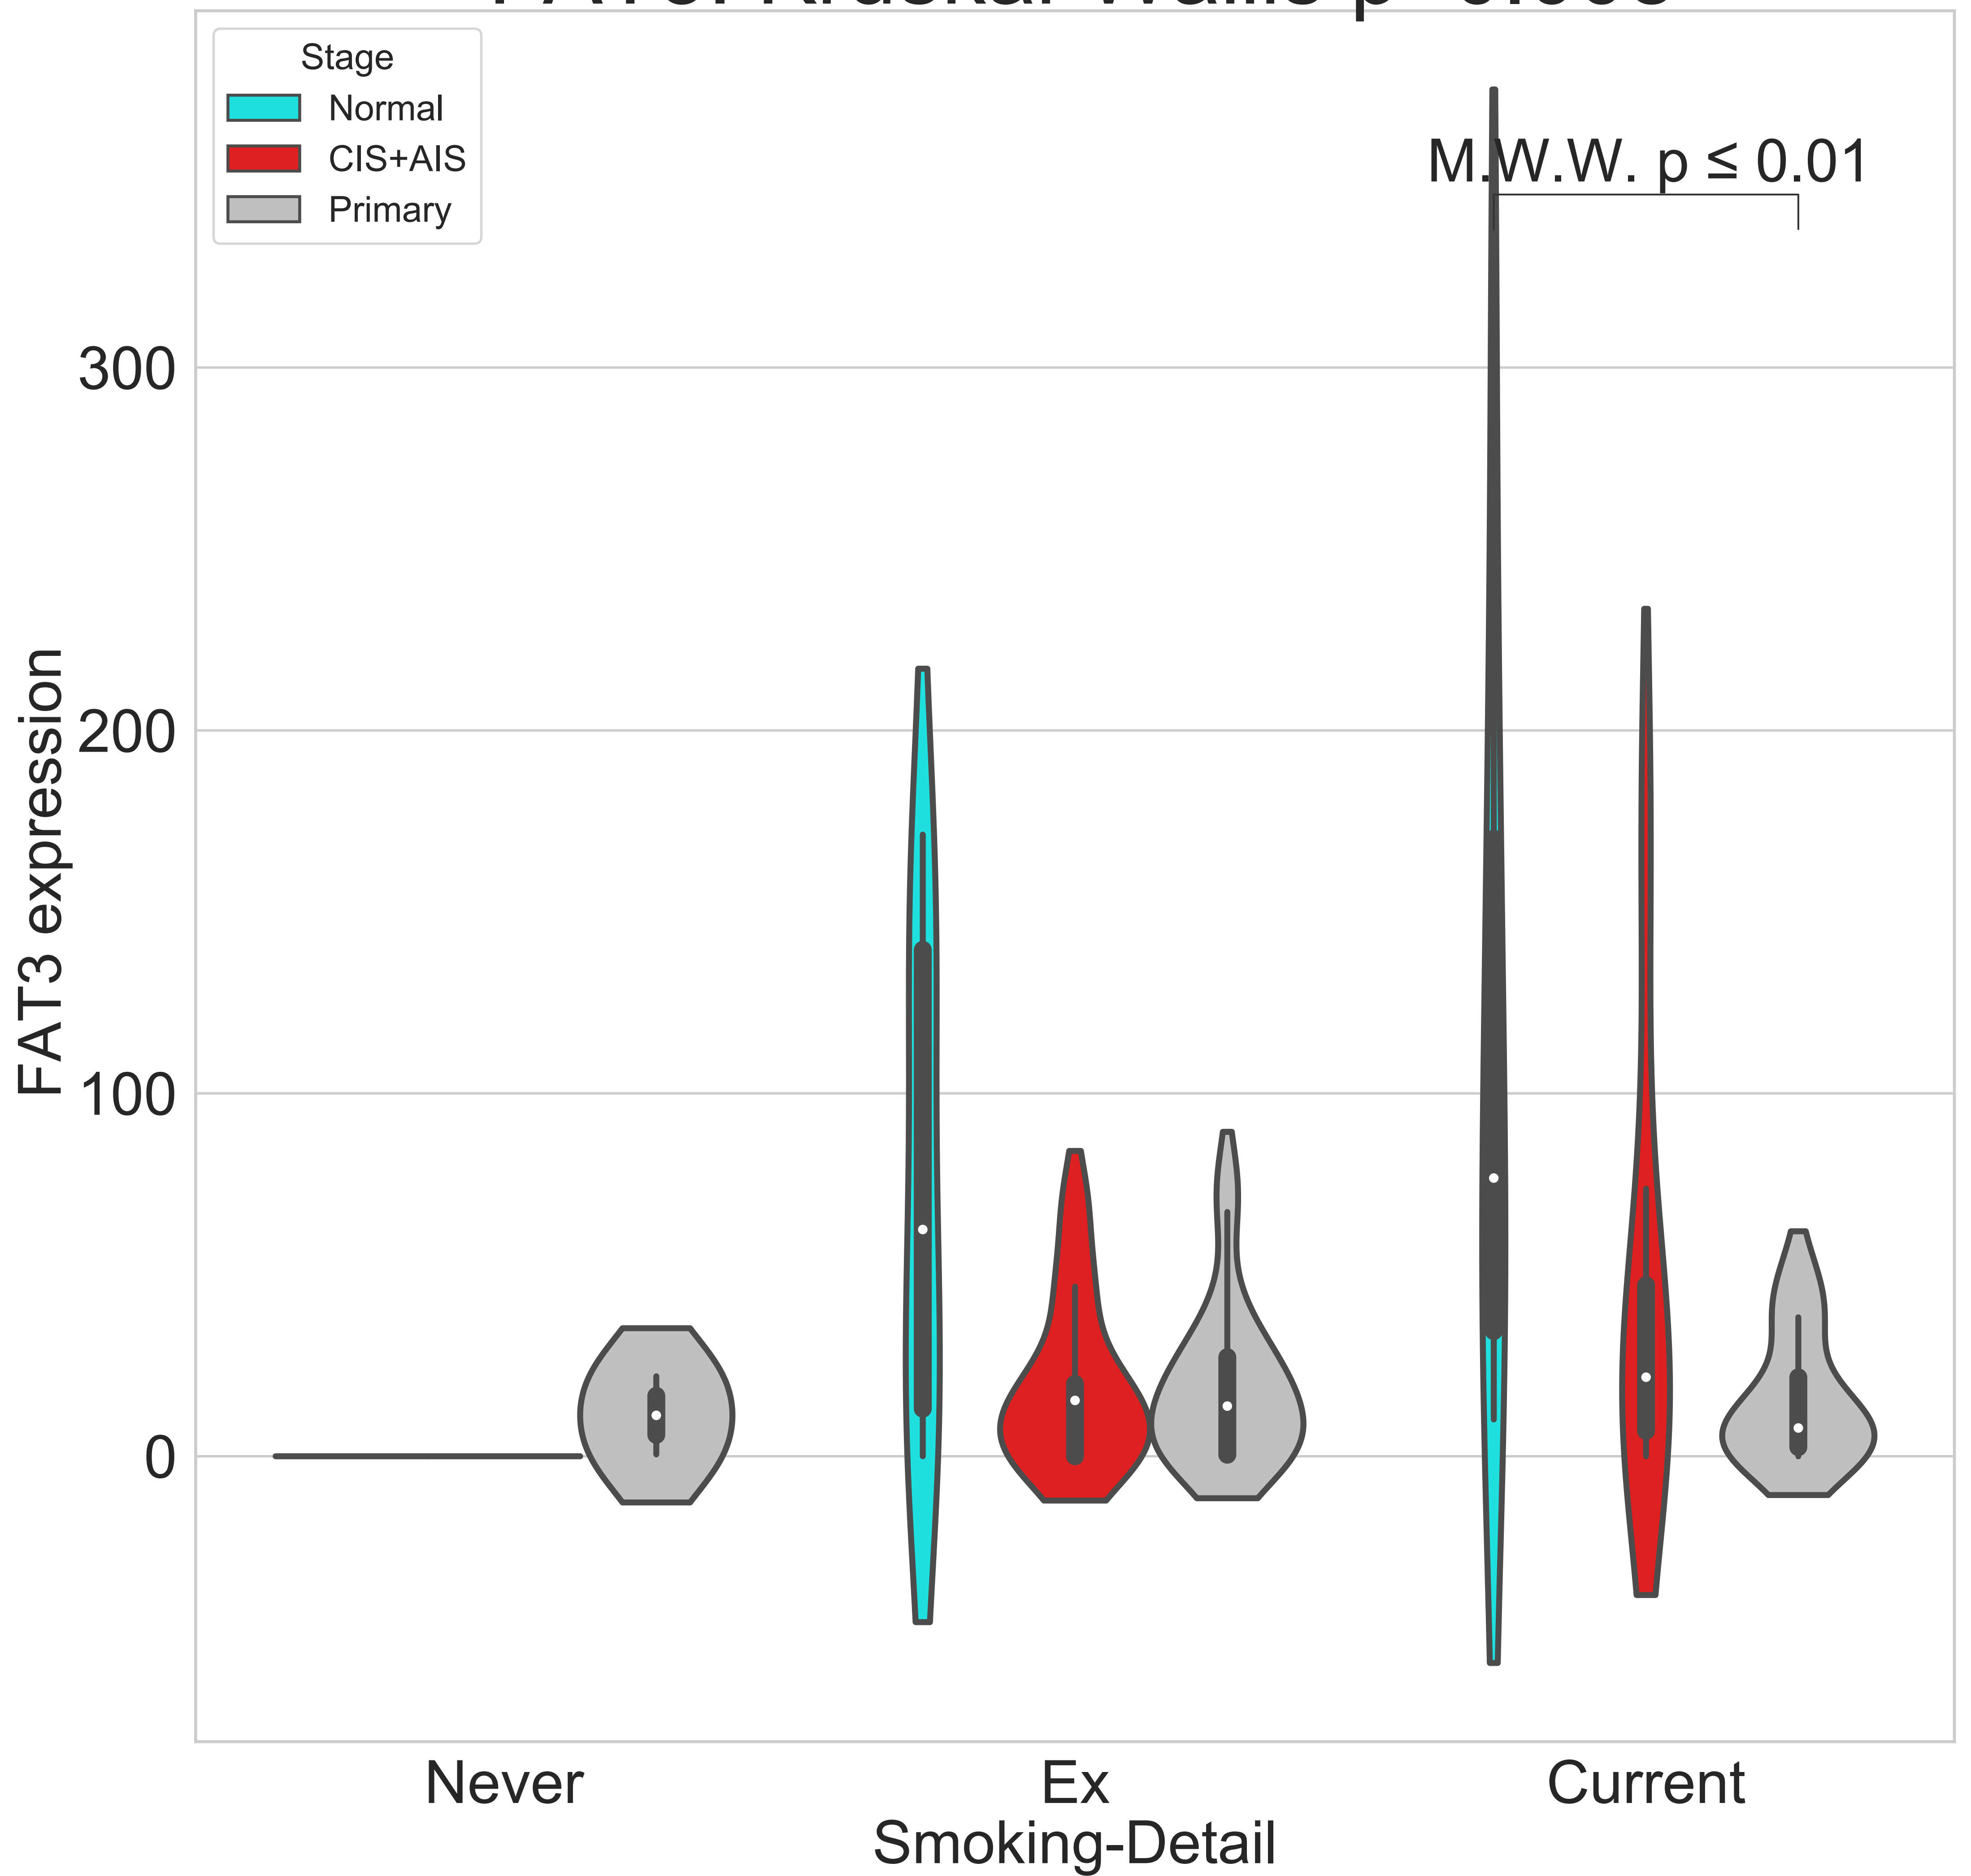 Stage
Normal
CIS+AIS
Primary
M.W.W. p ≤ 0.01
300
200
100
0
FAT3 expression
Never
Ex
Current
Smoking-Detail